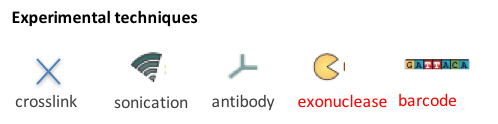 Experimental techniques
GATTACA
crosslink sonication antibody exonuclease barcode